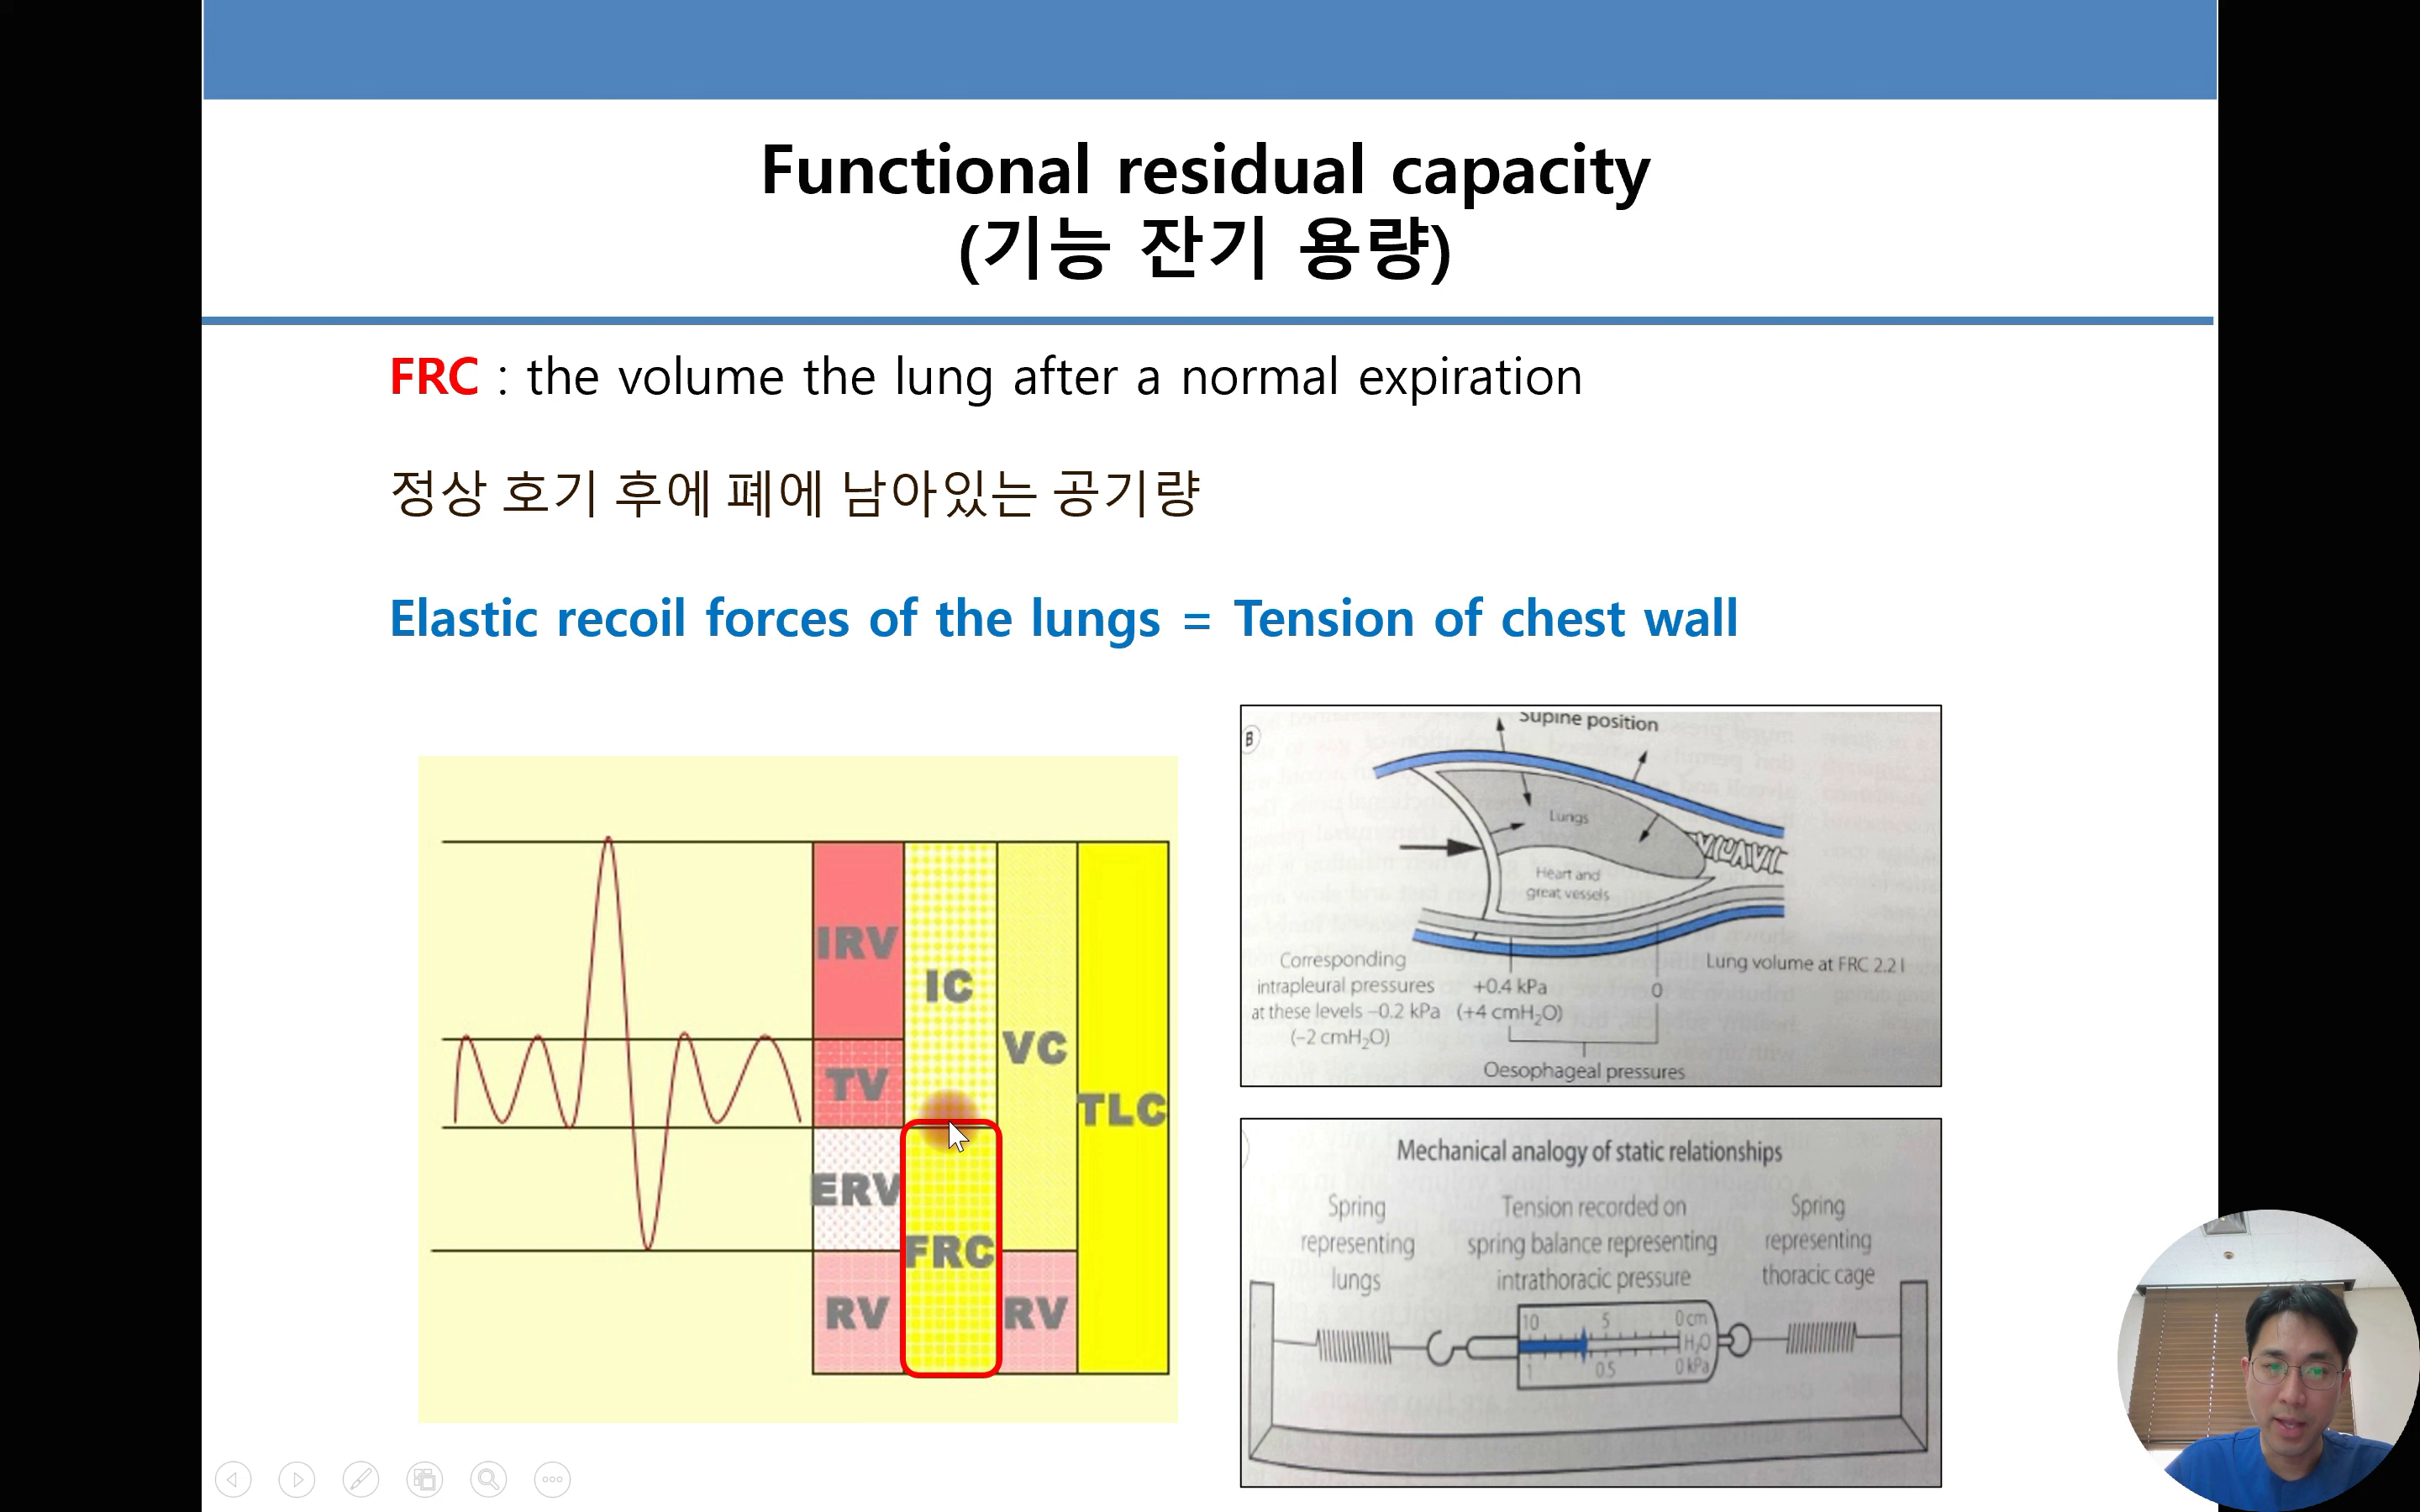 Functional residual capacity
(기능 잔기 용량)
FRC : the volume the lung after a normal expiration
정상 호기 후에 폐에 남아있는 공기량
Elastic recoil forces of the lungs = Tension of chest wall
IRV
IC
TV
VC
TLC
ERV
FRC
RV
RV
B
Supine position
Lungs
Heart and
great vessels
Corresponding
intrapleural pressures
at these levels –0.2 kPa
(–2 cmH₂O)
+0.4 kPa
(+4 cmH₂O)
0
Lung volume at FRC 2.2 l
Oesophageal pressures
Mechanical analogy of static relationships
Spring
representing
lungs
Tension recorded on
spring balance representing
intrathoracic pressure
Spring
representing
thoracic cage
10 5 0 cm
H₂O
1 0.5 0 kPa